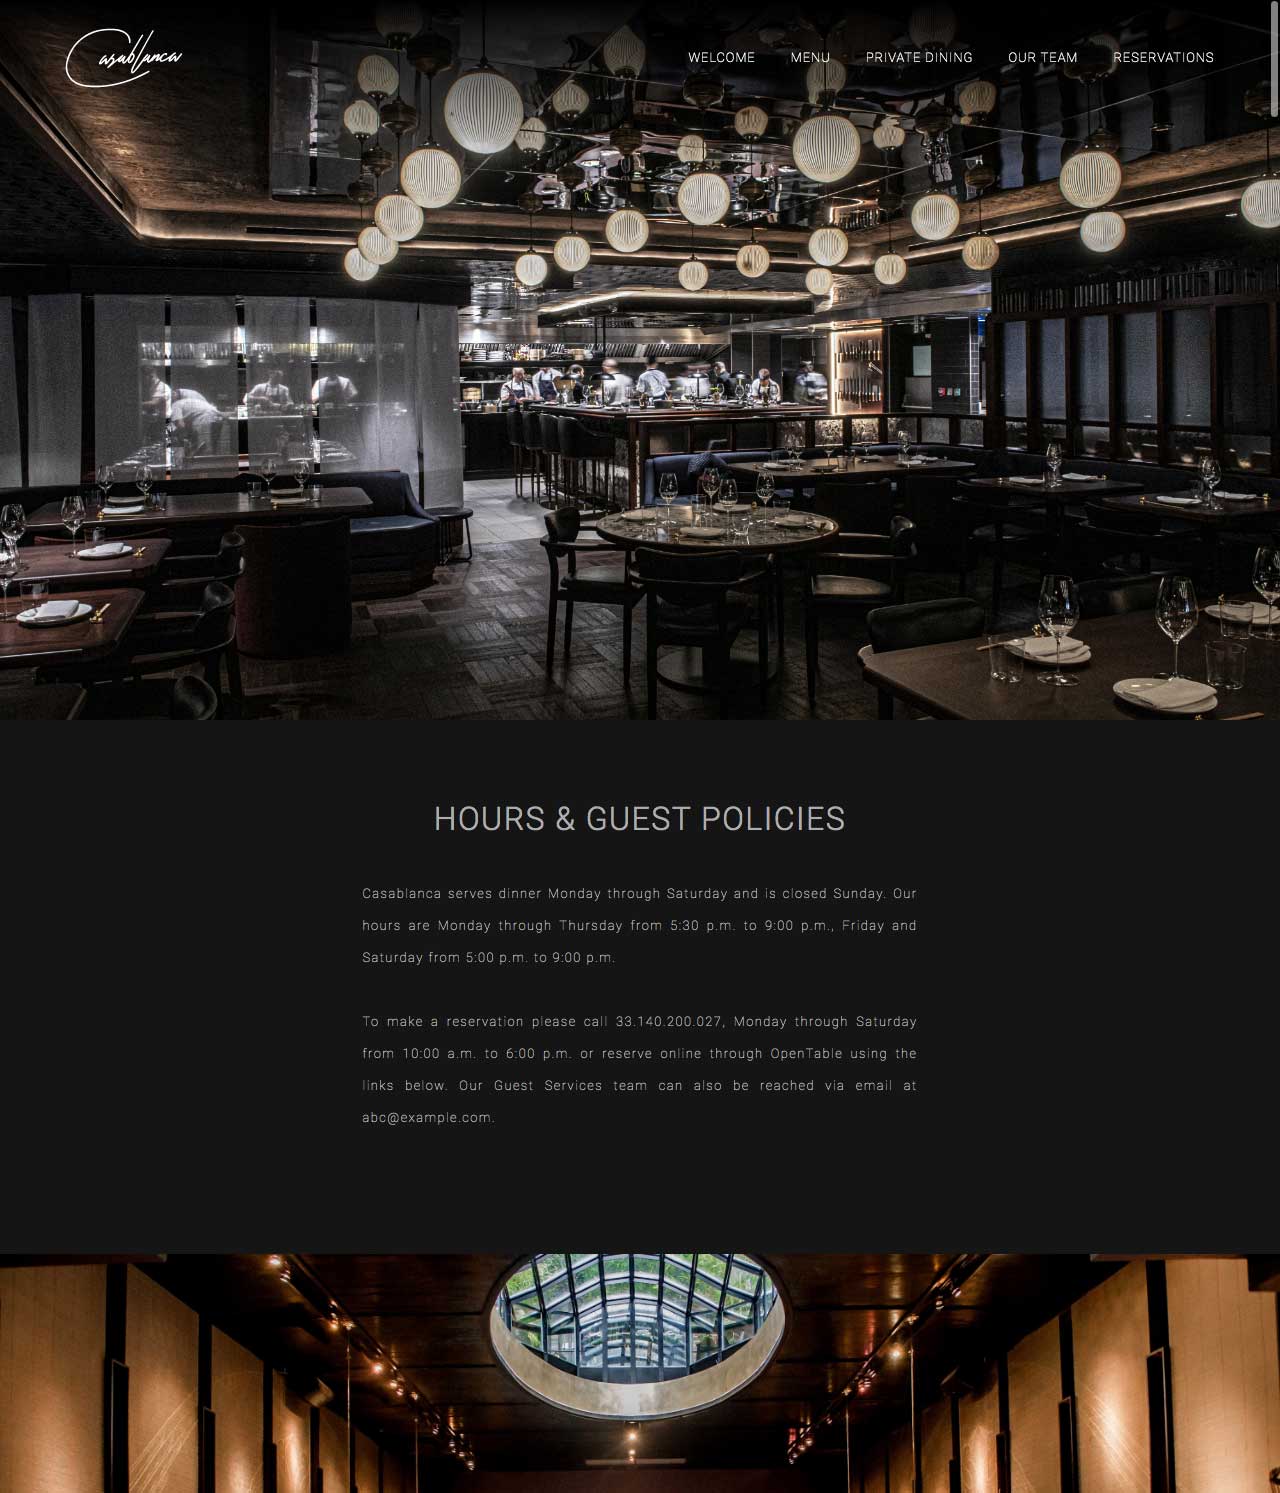 Casablanca
WELCOME MENU PRIVATE DINING OUR TEAM RESERVATIONS
HOURS & GUEST POLICIES
Casablanca serves dinner Monday through Saturday and is closed Sunday. Our
hours are Monday through Thursday from 5:30 p.m. to 9:00 p.m., Friday and
Saturday from 5:00 p.m. to 9:00 p.m.
To make a reservation please call 33.140.200.027, Monday through Saturday
from 10:00 a.m. to 6:00 p.m. or reserve online through OpenTable using the
links below. Our Guest Services team can also be reached via email at
abc@example.com.